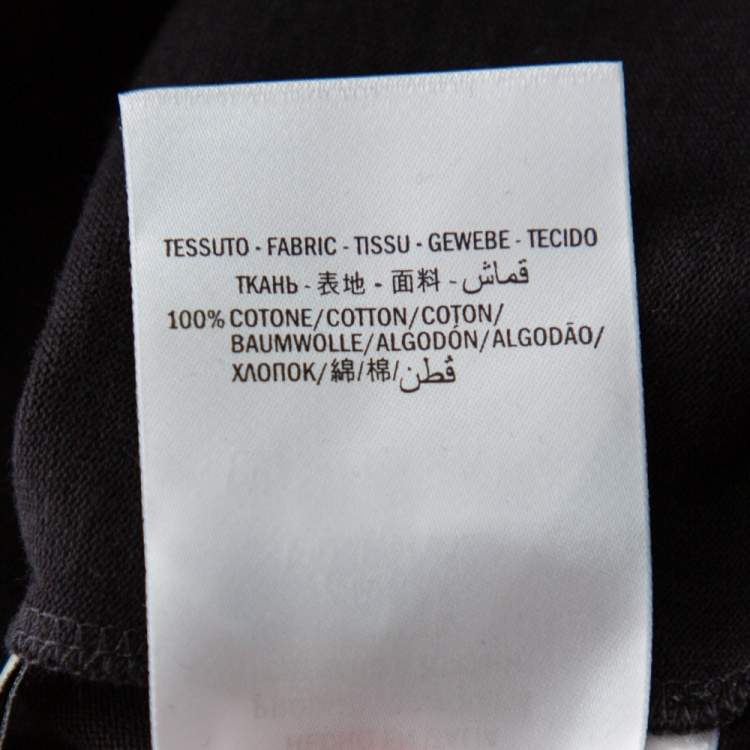 TESSUTO - FABRIC - TISSU - GEWEBE - TECIDO
ТКАНЬ - 表地 - 面料 - قماش
100% COTONE/COTTON/COTON/
BAUMWOLLE/ALGODÓN/ALGODÃO/
ХЛОПОК/綿/棉/قُطن